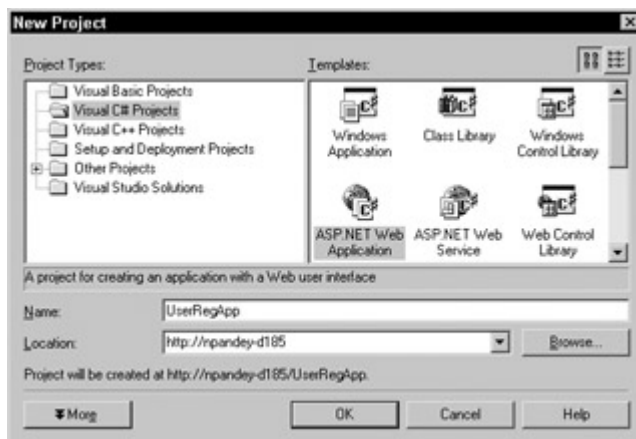 New Project
Project Types:
Templates:
Visual Basic Projects
Visual C# Projects
Visual C++ Projects
Setup and Deployment Projects
Other Projects
Visual Studio Solutions
Windows Application
Class Library
Windows Control Library
ASP.NET Web Application
ASP.NET Web Service
Web Control Library
A project for creating an application with a Web user interface
Name:
UserRegApp
Location:
http://npandey-d185
Browse...
Project will be created at http://npandey-d185/UserRegApp.
More
OK
Cancel
Help